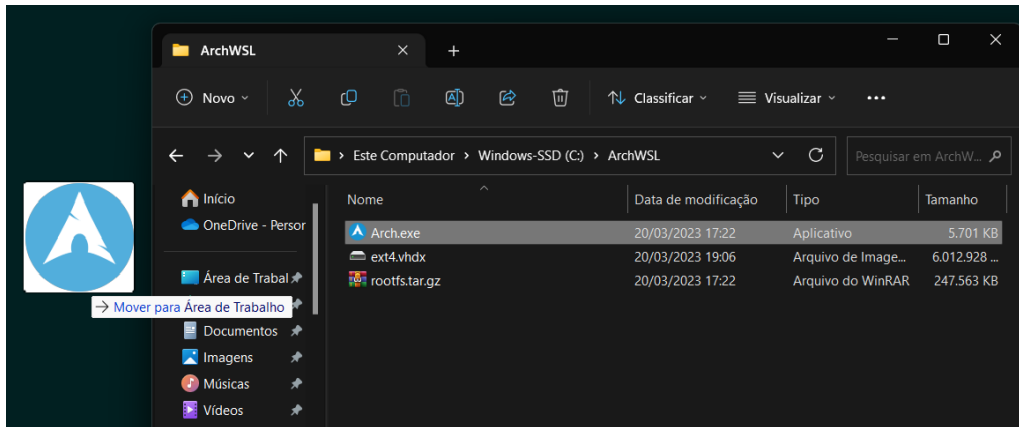 ArchWSL
Novo
Classificar
Visualizar
Este Computador > Windows-SSD (C:) > ArchWSL
Pesquisar em ArchW...
Início
OneDrive - Persor
Área de Trabal
Documentos
Imagens
Músicas
Vídeos
Nome Data de modificação Tipo Tamanho
Arch.exe 20/03/2023 17:22 Aplicativo 5.701 KB
ext4.vhdx 20/03/2023 19:06 Arquivo de Image... 6.012.928 ...
rootfs.tar.gz 20/03/2023 17:22 Arquivo do WinRAR 247.563 KB
→ Mover para Área de Trabalho